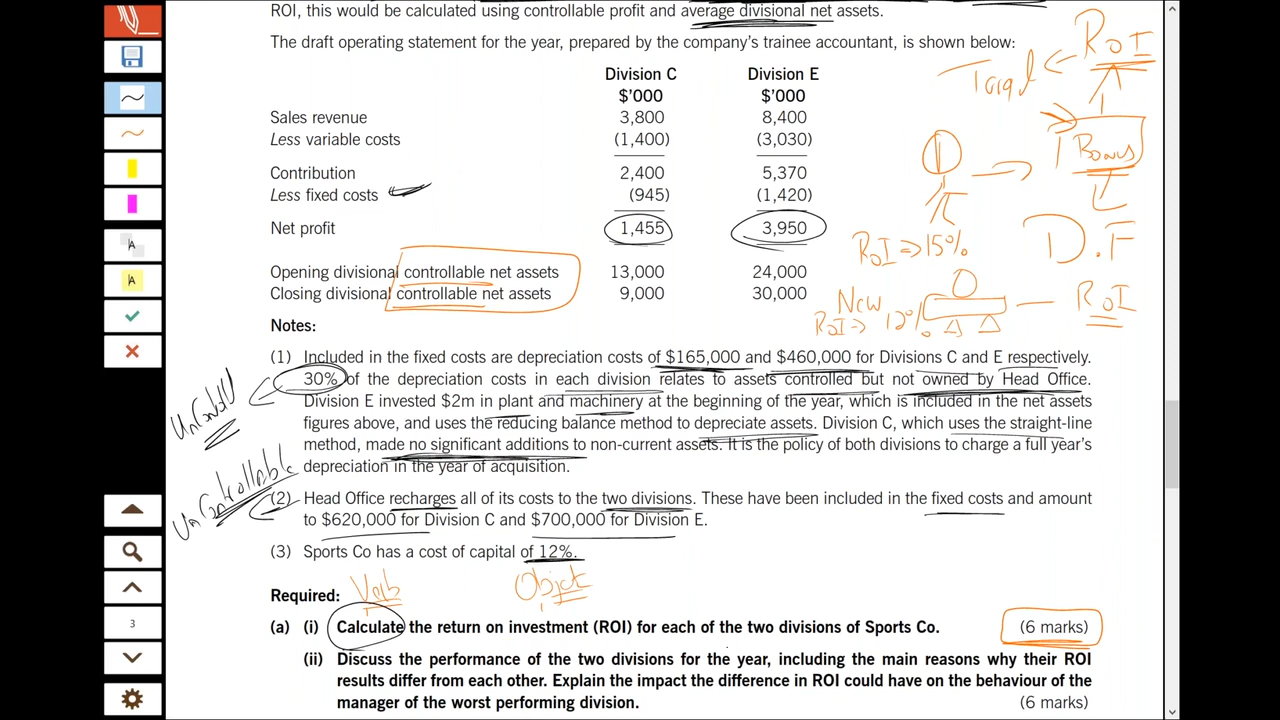 ROI, this would be calculated using controllable profit and average divisional net assets.
The draft operating statement for the year, prepared by the company's trainee accountant, is shown below:
Division C Division E
$'000 $'000
Sales revenue 3,800 8,400
Less variable costs (1,400) (3,030)
Contribution 2,400 5,370
Less fixed costs (945) (1,420)
Net profit 1,455 3,950
Opening divisional controllable net assets 13,000 24,000
Closing divisional controllable net assets 9,000 30,000
Notes:
(1) Included in the fixed costs are depreciation costs of $165,000 and $460,000 for Divisions C and E respectively.
30% of the depreciation costs in each division relates to assets controlled but not owned by Head Office.
Division E invested $2m in plant and machinery at the beginning of the year, which is included in the net assets
figures above, and uses the reducing balance method to depreciate assets. Division C, which uses the straight-line
method, made no significant additions to non-current assets. It is the policy of both divisions to charge a full year's
depreciation in the year of acquisition.
(2) Head Office recharges all of its costs to the two divisions. These have been included in the fixed costs and amount
to $620,000 for Division C and $700,000 for Division E.
(3) Sports Co has a cost of capital of 12%.
Required:
(a) (i) Calculate the return on investment (ROI) for each of the two divisions of Sports Co. (6 marks)
(ii) Discuss the performance of the two divisions for the year, including the main reasons why their ROI
results differ from each other. Explain the impact the difference in ROI could have on the behaviour of the
manager of the worst performing division. (6 marks)
RoI
Target
Bonus
D.F
RoI => 15%
New
RoI => 12%
RoI
UnControllable
Verb
Object
A
A
3